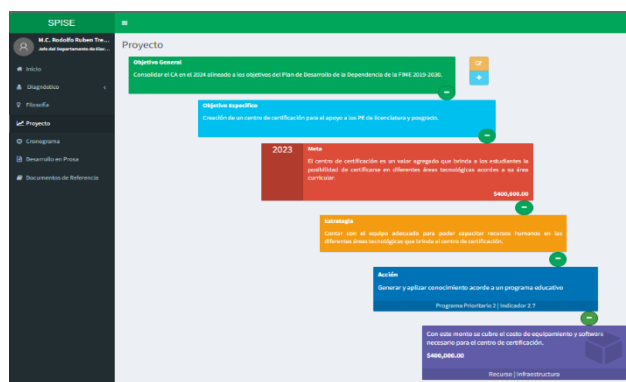 SPISE
M.C. Rodolfo Ruben Tre...
Jefe del Departamento de Elec...
Inicio
Diagnóstico
Filosofía
Proyecto
Cronograma
Desarrollo en Prosa
Documentos de Referencia
Proyecto
Objetivo General
Consolidar el CA en el 2024 alineado a los objetivos del Plan de Desarrollo de la Dependencia de la FIME 2019-2030.
Objetivo Específico
Creación de un centro de certificación para el apoyo a los PE de licenciatura y posgrado.
2023
Meta
El centro de certificación es un valor agregado que brinda a los estudiantes la
posibilidad de certificarse en diferentes áreas tecnológicas acordes a su área
curricular.
$400,000.00
Estrategia
Contar con el equipo adecuado para poder capacitar recursos humanos en las
diferentes áreas tecnológicas que brinda el centro de certificación.
Acción
Generar y aplicar conocimiento acorde a un programa educativo
Programa Prioritario 2 | Indicador 2.7
Con este monto se cubre el costo de equipamiento y software
necesario para el centro de certificación.
$400,000.00
Recurso | Infraestructura